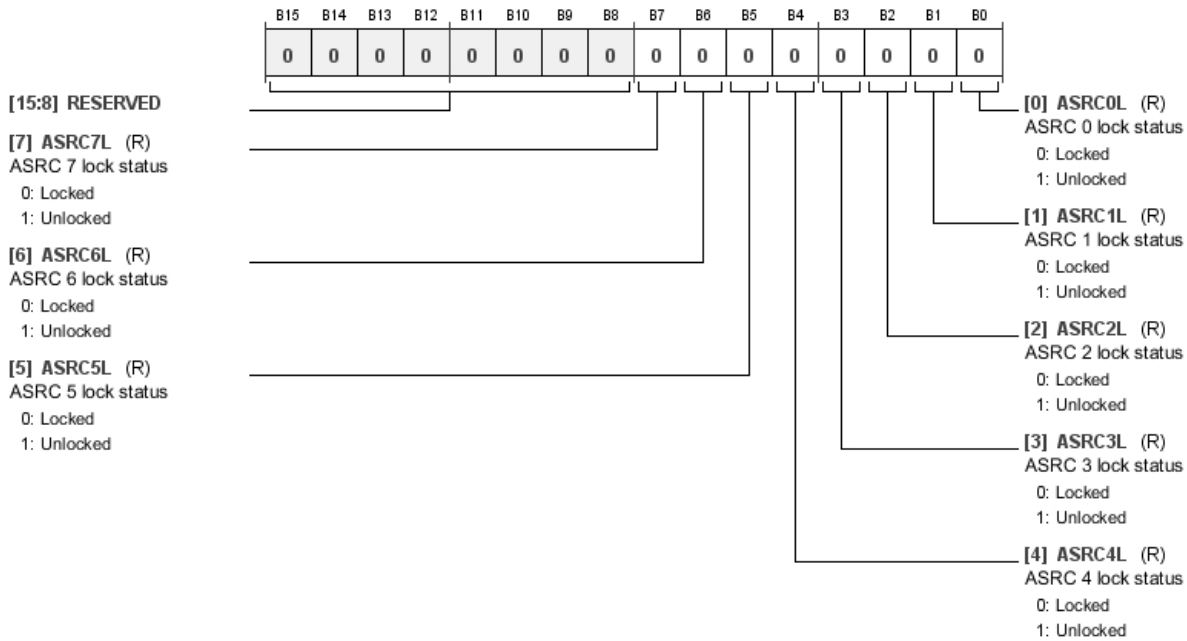 B15 B14 B13 B12 B11 B10 B9 B8 B7 B6 B5 B4 B3 B2 B1 B0
0 0 0 0 0 0 0 0 0 0 0 0 0 0 0 0
[15:8] RESERVED
[7] ASRC7L (R)
ASRC 7 lock status
0: Locked
1: Unlocked
[6] ASRC6L (R)
ASRC 6 lock status
0: Locked
1: Unlocked
[5] ASRC5L (R)
ASRC 5 lock status
0: Locked
1: Unlocked
[0] ASRC0L (R)
ASRC 0 lock status
0: Locked
1: Unlocked
[1] ASRC1L (R)
ASRC 1 lock status
0: Locked
1: Unlocked
[2] ASRC2L (R)
ASRC 2 lock status
0: Locked
1: Unlocked
[3] ASRC3L (R)
ASRC 3 lock status
0: Locked
1: Unlocked
[4] ASRC4L (R)
ASRC 4 lock status
0: Locked
1: Unlocked